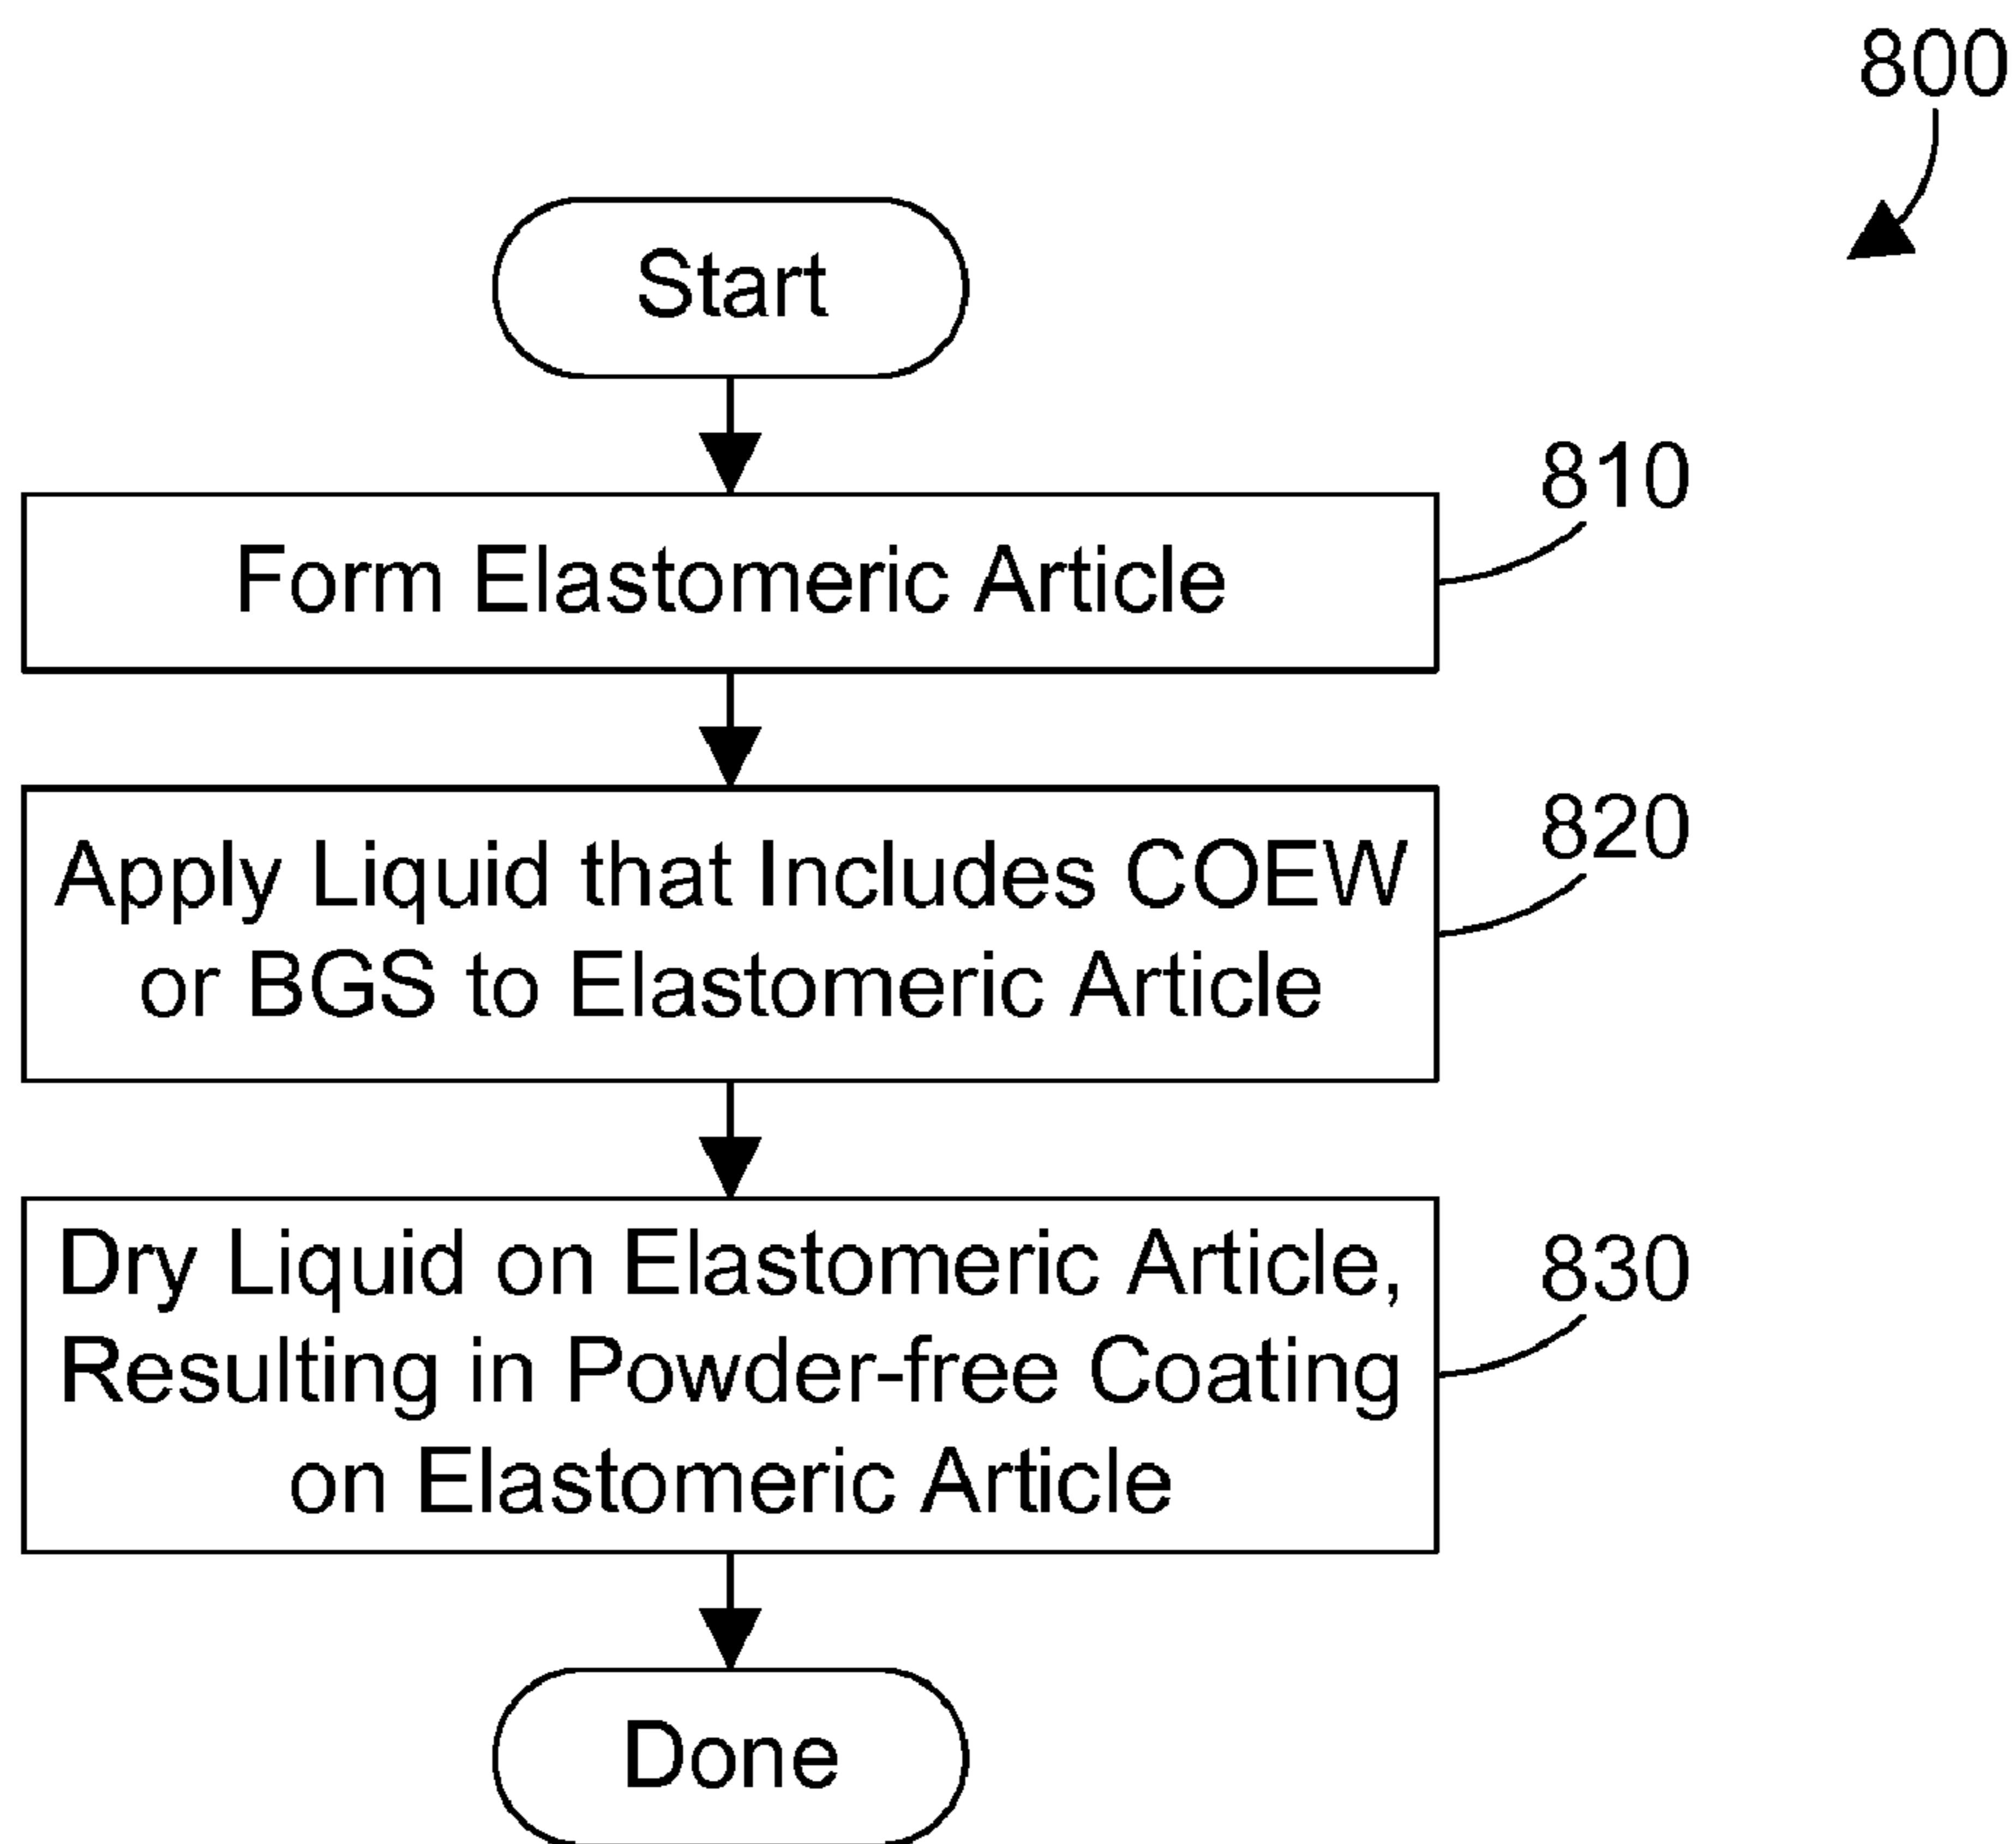 800
Start
810
Form Elastomeric Article
820
Apply Liquid that Includes COEW
or BGS to Elastomeric Article
830
Dry Liquid on Elastomeric Article,
Resulting in Powder-free Coating
on Elastomeric Article
Done